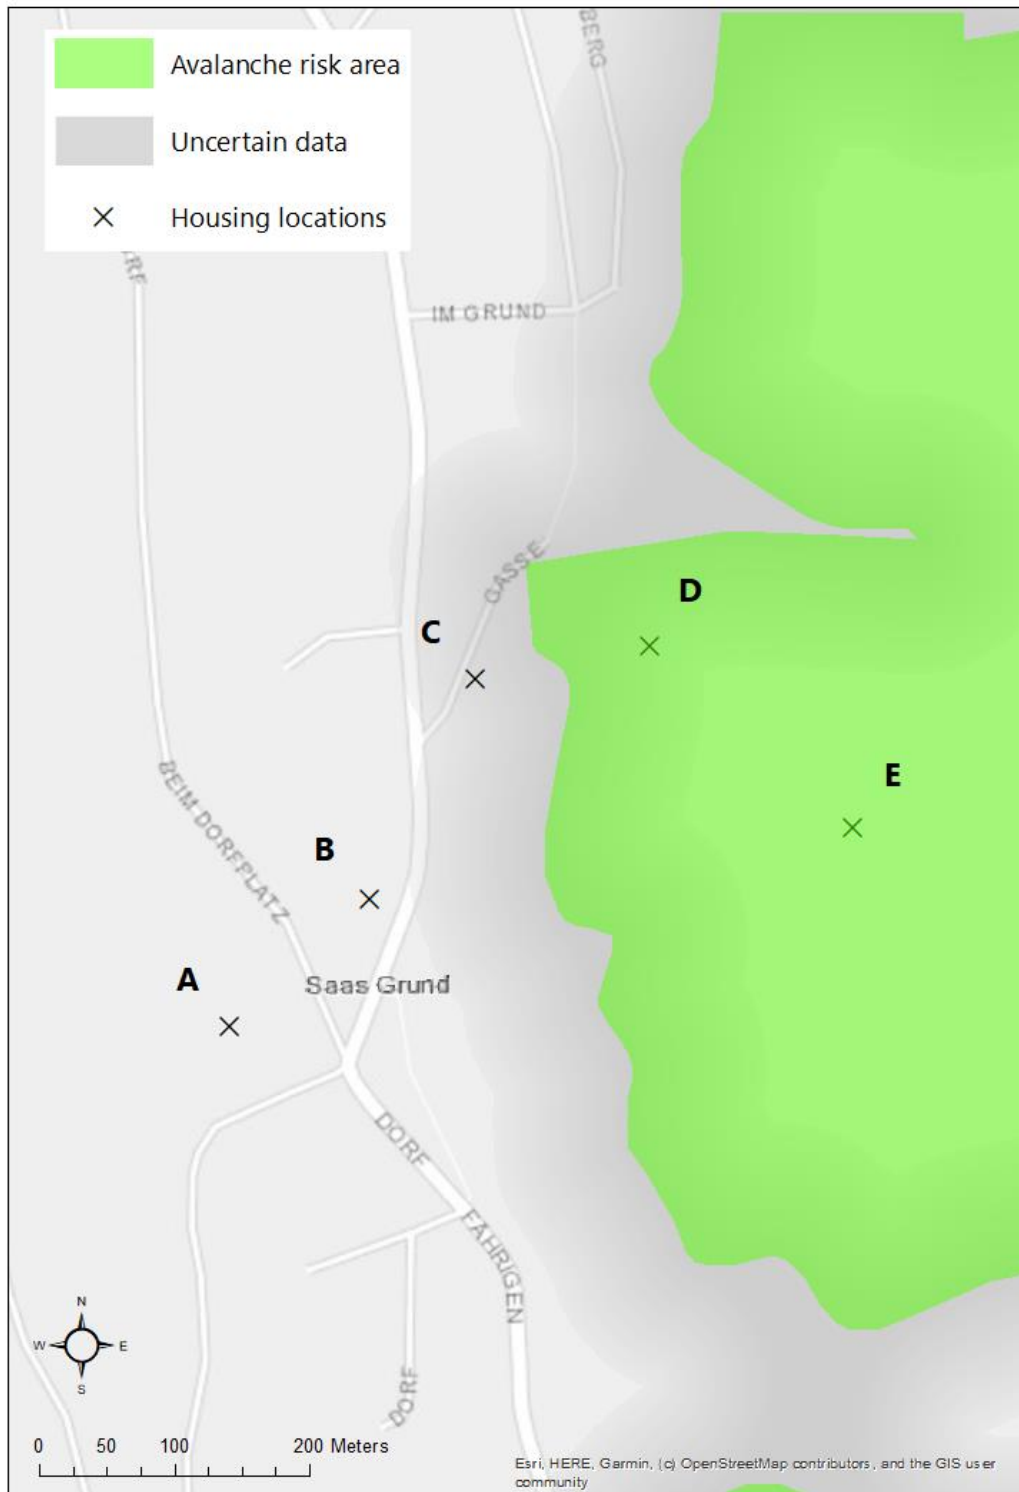 Avalanche risk area
Uncertain data
Housing locations
BERG
RF
IM GRUND
GASSE
D
C
E
BEIM DORFPLATZ
B
Saas Grund
A
DORF
FAHRIGEN
DORF
N
W E
S
0 50 100 200 Meters
Esri, HERE, Garmin, (c) OpenStreetMap contributors, and the GIS user
community